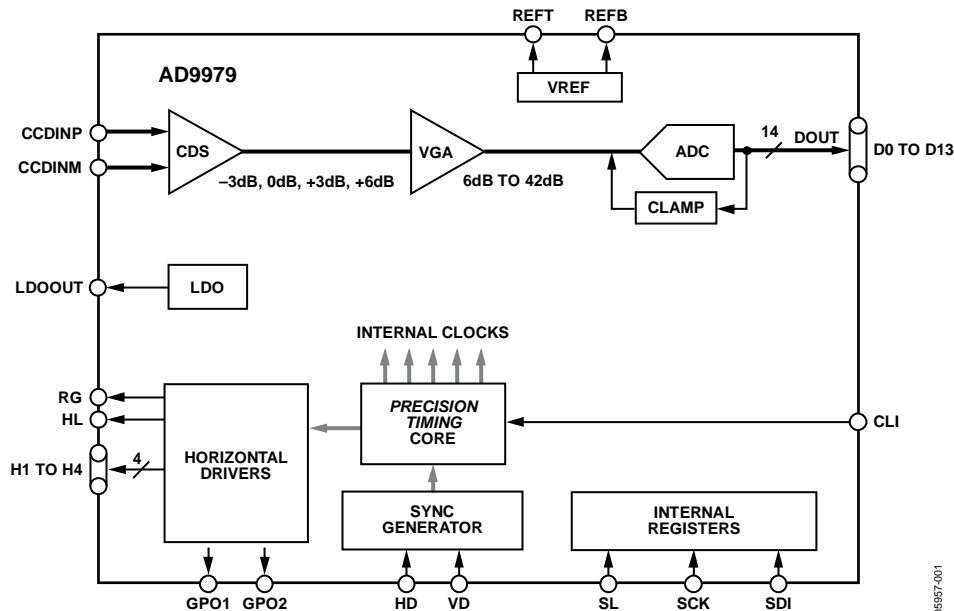 REFT REFB
AD9979
VREF
CCDINP
CCDINM
CDS
–3dB, 0dB, +3dB, +6dB
VGA
6dB TO 42dB
ADC
14
DOUT
D0 TO D13
CLAMP
LDOOUT
LDO
INTERNAL CLOCKS
RG
HL
H1 TO H4
4
HORIZONTAL
DRIVERS
PRECISION
TIMING
CORE
CLI
SYNC
GENERATOR
INTERNAL
REGISTERS
GPO1 GPO2 HD VD SL SCK SDI
05957-001